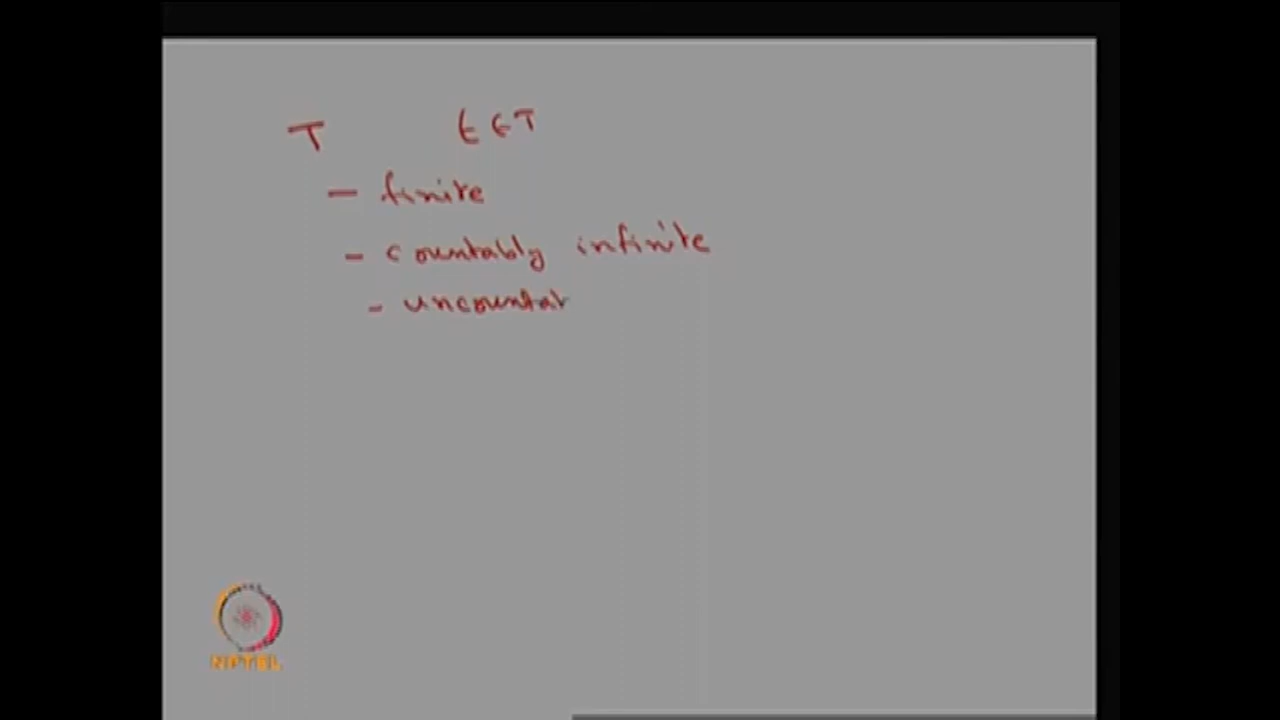 T t ∈ T
- finite
- countably infinite
- uncountab
NPTEL